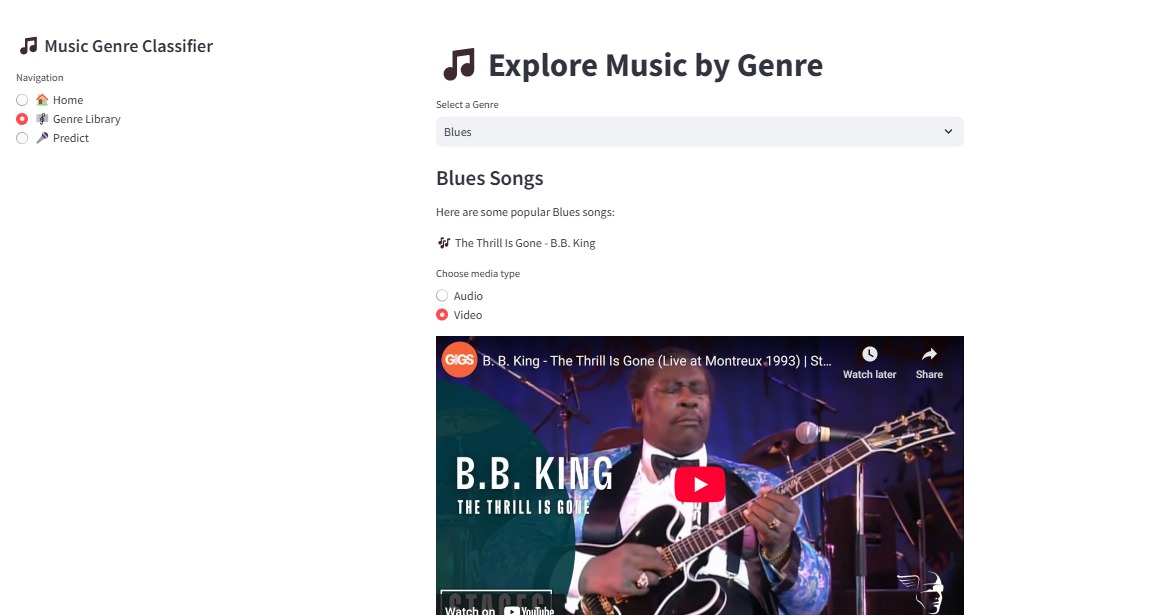 Music Genre Classifier
Navigation
Home
Genre Library
Predict
Explore Music by Genre
Select a Genre
Blues
Blues Songs
Here are some popular Blues songs:
The Thrill Is Gone - B.B. King
Choose media type
Audio
Video
GIGS
B. B. King - The Thrill Is Gone (Live at Montreux 1993) | St...
Watch later
Share
B.B. KING
THE THRILL IS GONE
STAGES
Watch on YouTube